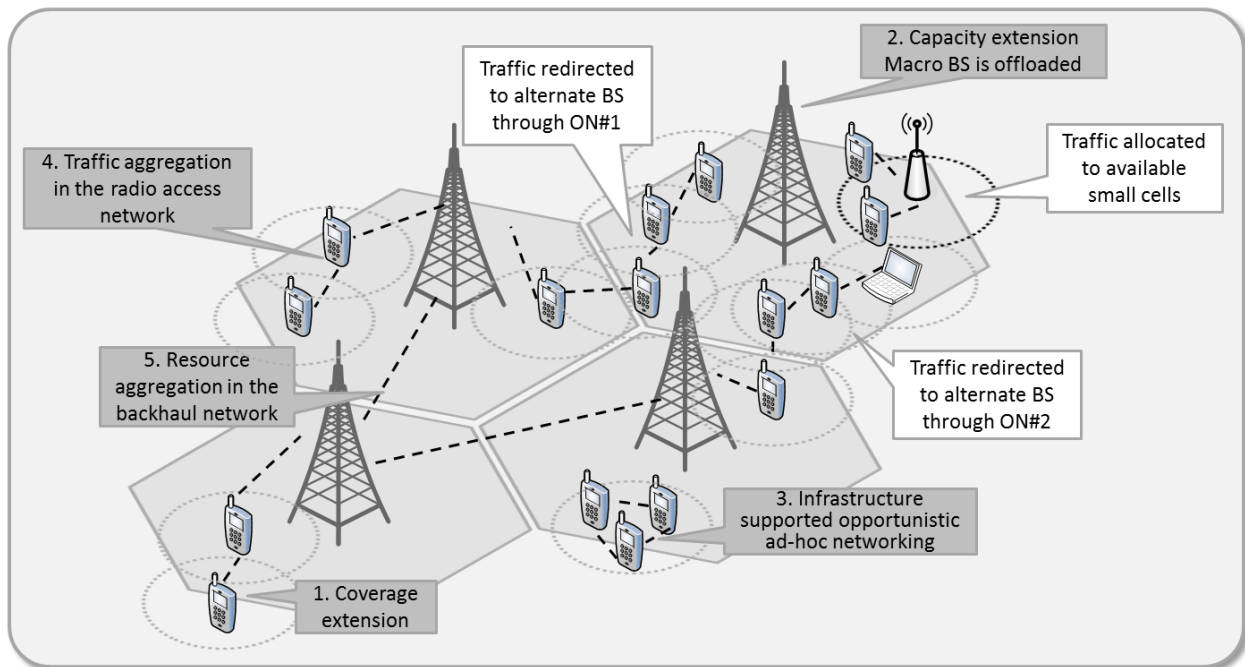 2. Capacity extension
Macro BS is offloaded
Traffic redirected
to alternate BS
through ON#1
Traffic allocated
to available
small cells
4. Traffic aggregation
in the radio access
network
5. Resource
aggregation in the
backhaul network
Traffic redirected
to alternate BS
through ON#2
3. Infrastructure
supported opportunistic
ad-hoc networking
1. Coverage
extension